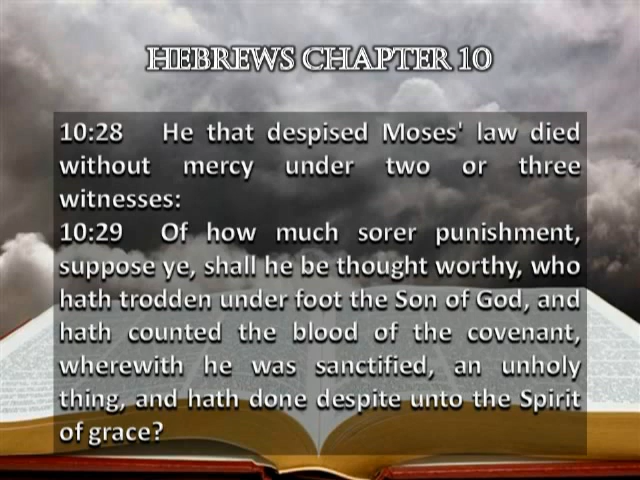 HEBREWS CHAPTER 10
10:28 He that despised Moses' law died
without mercy under two or three
witnesses:
10:29 Of how much sorer punishment,
suppose ye, shall he be thought worthy, who
hath trodden under foot the Son of God, and
hath counted the blood of the covenant,
wherewith he was sanctified, an unholy
thing, and hath done despite unto the Spirit
of grace?